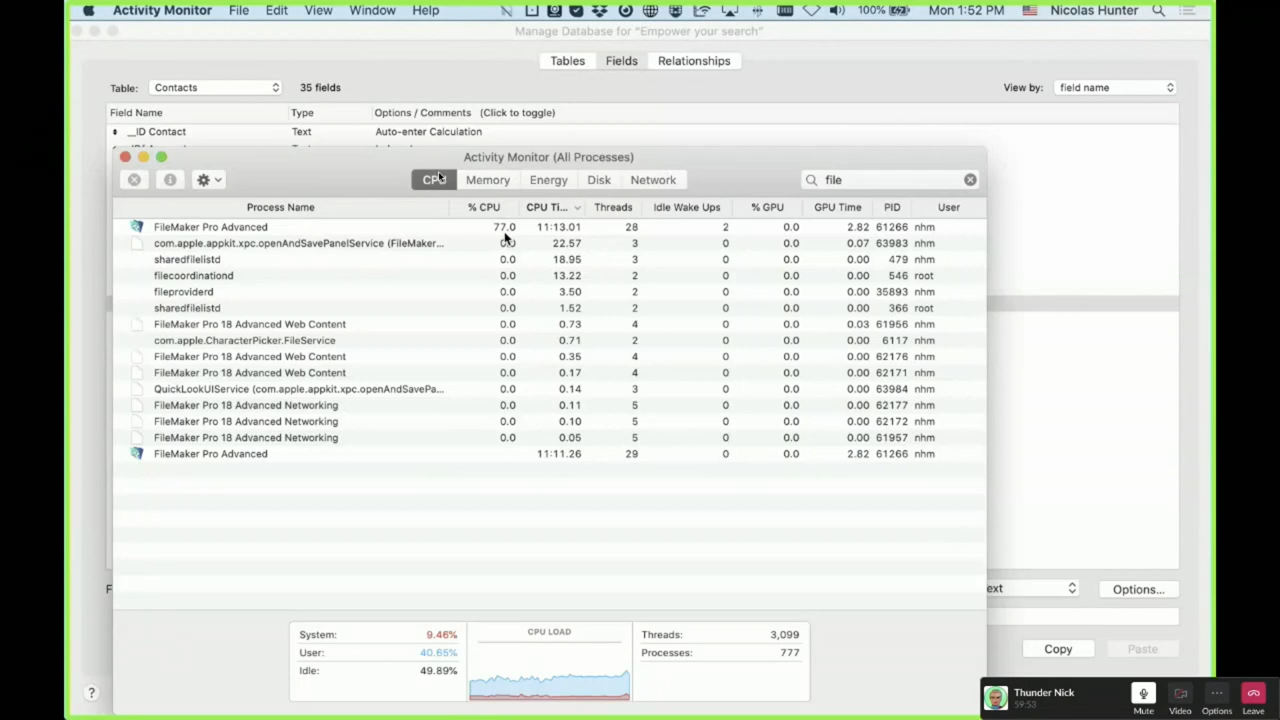 Activity Monitor File Edit View Window Help 100% Mon 1:52 PM Nicolas Hunter
Manage Database for "Empower your search"
Tables Fields Relationships
Table: Contacts 35 fields View by: field name
Field Name Type Options / Comments (Click to toggle)
__ID Contact Text Auto-enter Calculation
Activity Monitor (All Processes)
CPU Memory Energy Disk Network file
Process Name % CPU CPU Ti... Threads Idle Wake Ups % GPU GPU Time PID User
FileMaker Pro Advanced 77.0 11:13.01 28 2 0.0 2.82 61266 nhm
com.apple.appkit.xpc.openAndSavePanelService (FileMaker... 0.0 22.57 3 0 0.0 0.07 63983 nhm
sharedfilelistd 0.0 18.95 3 0 0.0 0.00 479 nhm
filecoordinationd 0.0 13.22 2 0 0.0 0.00 546 root
fileproviderd 0.0 3.50 2 0 0.0 0.00 35893 nhm
sharedfilelistd 0.0 1.52 2 0 0.0 0.00 366 root
FileMaker Pro 18 Advanced Web Content 0.0 0.73 4 0 0.0 0.03 61956 nhm
com.apple.CharacterPicker.FileService 0.0 0.71 2 0 0.0 0.00 6117 nhm
FileMaker Pro 18 Advanced Web Content 0.0 0.35 4 0 0.0 0.00 62176 nhm
FileMaker Pro 18 Advanced Web Content 0.0 0.17 4 0 0.0 0.00 62171 nhm
QuickLookUIService (com.apple.appkit.xpc.openAndSavePa... 0.0 0.14 3 0 0.0 0.00 63984 nhm
FileMaker Pro 18 Advanced Networking 0.0 0.11 5 0 0.0 0.00 62177 nhm
FileMaker Pro 18 Advanced Networking 0.0 0.10 5 0 0.0 0.00 62172 nhm
FileMaker Pro 18 Advanced Networking 0.0 0.05 5 0 0.0 0.00 61957 nhm
FileMaker Pro Advanced 11:11.26 29 0 0.0 2.82 61266 nhm
ext Options...
System: 9.46% CPU LOAD Threads: 3,099
User: 40.65% Processes: 777
Idle: 49.89%
Copy Paste
?
Thunder Nick
59:53
Mute Video Options Leave